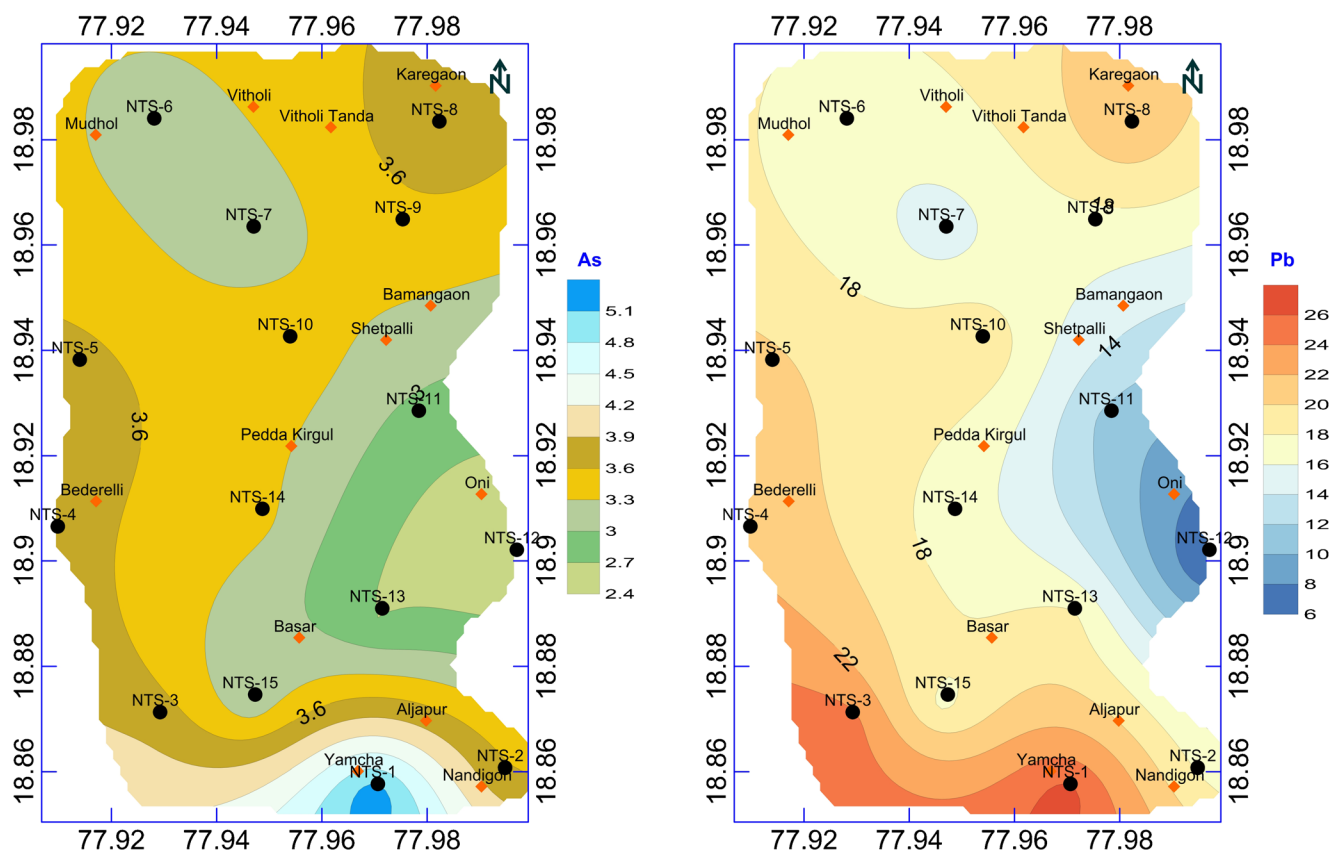 77.92 77.94 77.96 77.98
18.98
18.96
18.94
18.92
18.9
18.88
18.86
N
Karegaon
NTS-8
Vitholi
NTS-6
Vitholi Tanda
Mudhol
3.6
NTS-9
NTS-7
Bamangaon
NTS-10
Shetpalli
NTS-5
3
NTS-11
3.6
Pedda Kirgul
Oni
Bederelli
NTS-14
NTS-4
NTS-12
NTS-13
Basar
NTS-15
NTS-3
3.6
Aljapur
NTS-2
Yamcha
NTS-1
Nandigon
18.98
18.96
18.94
18.92
18.9
18.88
18.86
77.92 77.94 77.96 77.98
As
5.1
4.8
4.5
4.2
3.9
3.6
3.3
3
2.7
2.4
77.92 77.94 77.96 77.98
18.98
18.96
18.94
18.92
18.9
18.88
18.86
N
Karegaon
NTS-8
Vitholi
NTS-6
Vitholi Tanda
Mudhol
18
NTS-9
NTS-7
18
Bamangaon
NTS-10
Shetpalli
14
NTS-5
NTS-11
Pedda Kirgul
Oni
Bederelli
NTS-14
NTS-4
18
NTS-12
NTS-13
Basar
22
NTS-15
NTS-3
Aljapur
NTS-2
Yamcha
NTS-1
Nandigon
18.98
18.96
18.94
18.92
18.9
18.88
18.86
77.92 77.94 77.96 77.98
Pb
26
24
22
20
18
16
14
12
10
8
6